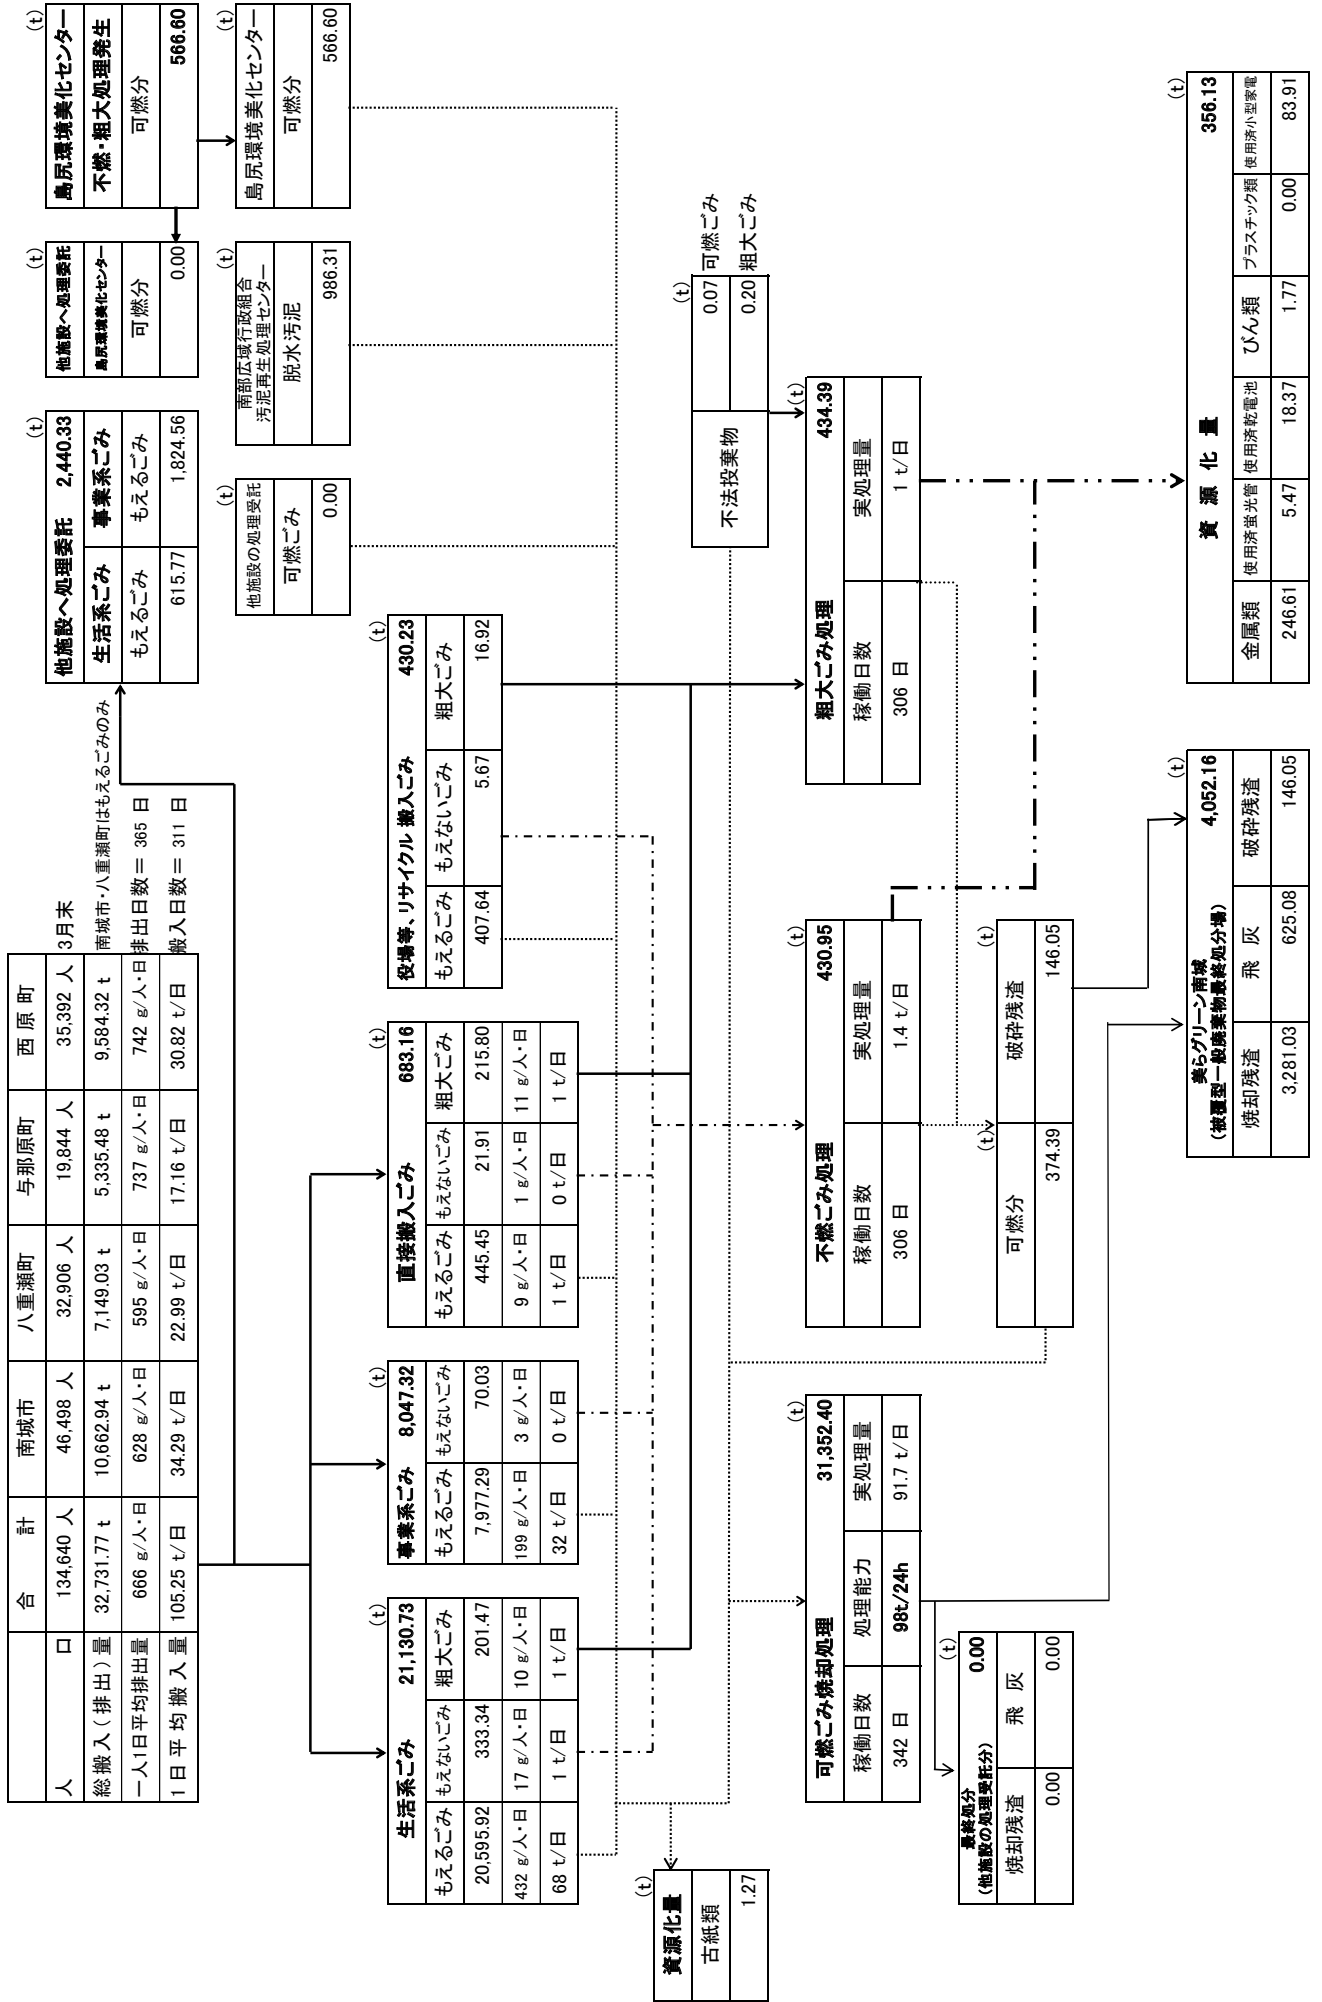 合 計 南城市 八重瀬町 与那原町 西原町
人 口 134,640 人 46,498 人 32,906 人 19,844 人 35,392 人 3月末
総搬入(排出)量 32,731.77 t 10,662.94 t 7,149.03 t 5,335.48 t 9,584.32 t 南城市・八重瀬町はもえるごみのみ
一人1日平均排出量 666 g/人・日 628 g/人・日 595 g/人・日 737 g/人・日 742 g/人・日 排出日数= 365 日
1日平均搬入量 105.25 t/日 34.29 t/日 22.99 t/日 17.16 t/日 30.82 t/日 搬入日数= 311 日
(t)
他施設へ処理委託 2,440.33
生活系ごみ 事業系ごみ
もえるごみ もえるごみ
615.77 1,824.56
(t)
他施設へ処理委託
島尻環境美化センター
可燃分
0.00
(t)
島尻環境美化センター
不燃・粗大処理発生
可燃分
566.60
(t)
他施設の処理受託
可燃ごみ
0.00
(t)
南部広域行政組合
汚泥再生処理センター
脱水汚泥
986.31
(t)
島尻環境美化センター
可燃分
566.60
(t)
生活系ごみ 21,130.73
もえるごみ もえないごみ 粗大ごみ
20,595.92 333.34 201.47
432 g/人・日 17 g/人・日 10 g/人・日
68 t/日 1 t/日 1 t/日
(t)
事業系ごみ 8,047.32
もえるごみ もえないごみ
7,977.29 70.03
199 g/人・日 3 g/人・日
32 t/日 0 t/日
(t)
直接搬入ごみ 683.16
もえるごみ もえないごみ 粗大ごみ
445.45 21.91 215.80
9 g/人・日 1 g/人・日 11 g/人・日
1 t/日 0 t/日 1 t/日
(t)
役場等、リサイクル 搬入ごみ 430.23
もえるごみ もえないごみ 粗大ごみ
407.64 5.67 16.92
(t)
資源化量
古紙類
1.27
(t)
不法投棄物
0.07 可燃ごみ
0.20 粗大ごみ
(t)
可燃ごみ焼却処理 31,352.40
稼働日数 処理能力 実処理量
342 日 98t/24h 91.7 t/日
(t)
不燃ごみ処理 430.95
稼働日数 実処理量
306 日 1.4 t/日
(t)
粗大ごみ処理 434.39
稼働日数 実処理量
306 日 1 t/日
(t)
最終処分 0.00
(他施設の処理受託分)
焼却残渣 飛 灰
0.00 0.00
(t) (t)
可燃分 破砕残渣
374.39 146.05
(t)
美らグリーン南城 4,052.16
(被覆型一般廃棄物最終処分場)
焼却残渣 飛 灰 破砕残渣
3,281.03 625.08 146.05
(t)
資 源 化 量 356.13
金属類 使用済蛍光管 使用済乾電池 びん類 プラスチック類 使用済小型家電
246.61 5.47 18.37 1.77 0.00 83.91